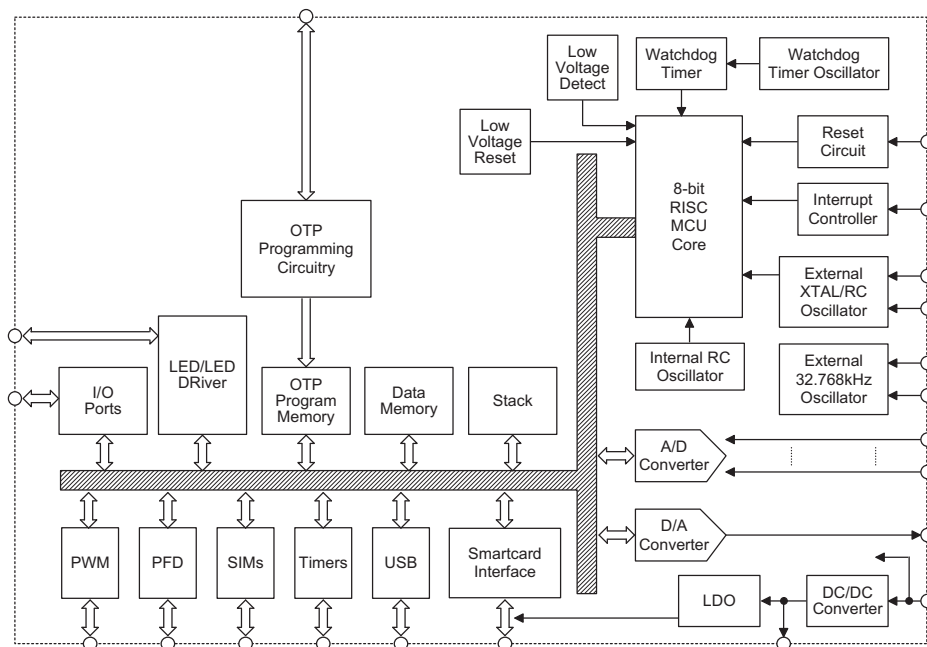 Low
Voltage
Detect
Watchdog
Timer
Watchdog
Timer Oscillator
Low
Voltage
Reset
8-bit
RISC
MCU
Core
Reset
Circuit
Interrupt
Controller
OTP
Programming
Circuitry
External
XTAL/RC
Oscillator
LED/LED
DRiver
Internal RC
Oscillator
External
32.768kHz
Oscillator
I/O
Ports
OTP
Program
Memory
Data
Memory
Stack
A/D
Converter
D/A
Converter
PWM
PFD
SIMs
Timers
USB
Smartcard
Interface
LDO
DC/DC
Converter